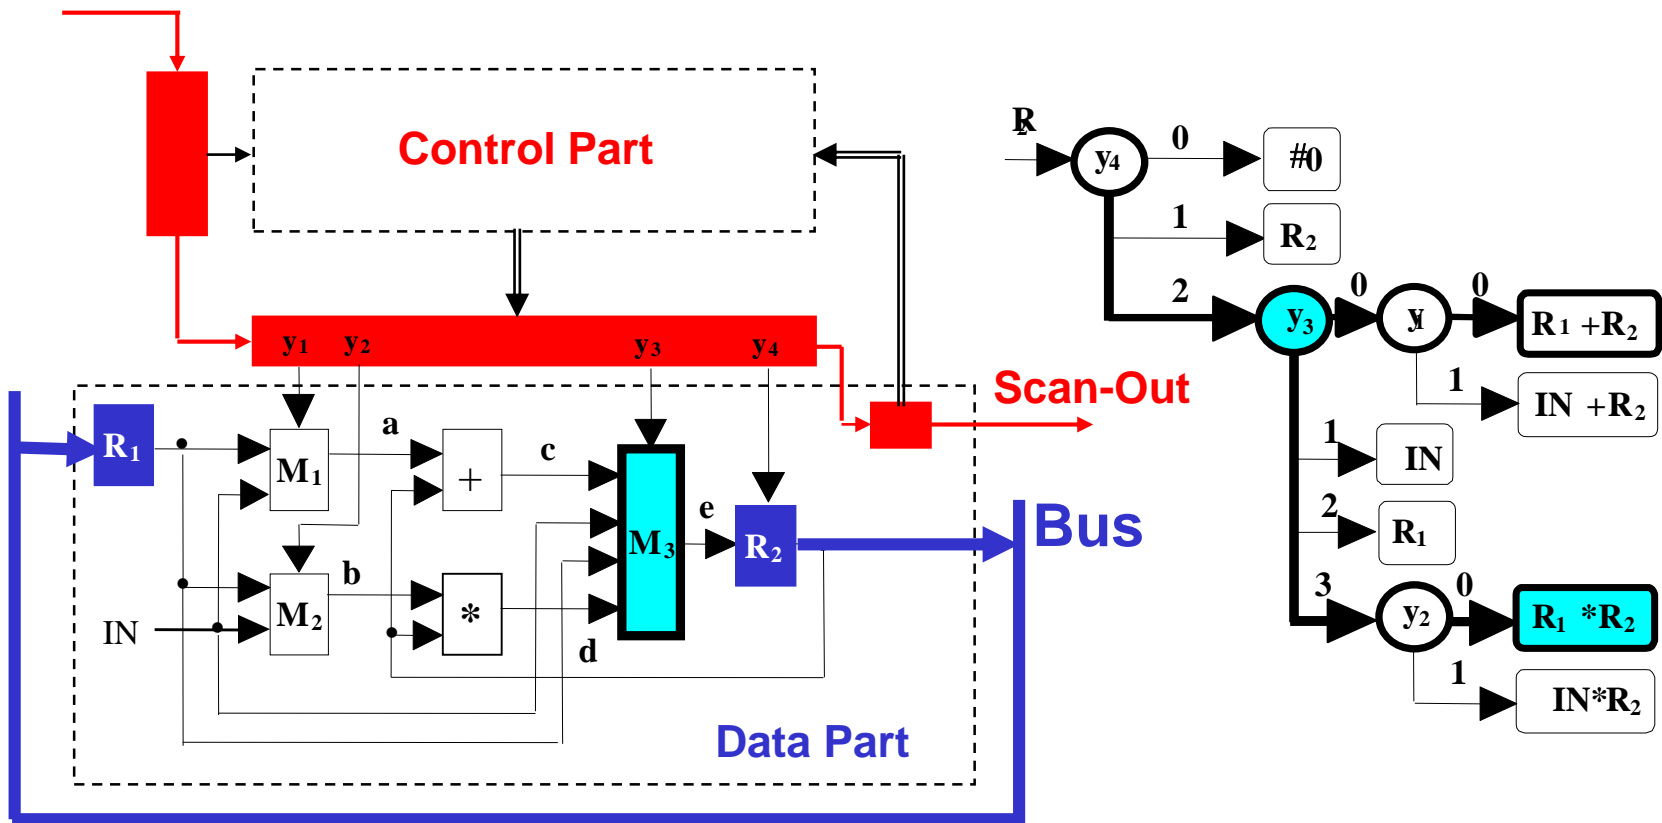 Control Part
y1 y2 y3 y4
Scan-Out
R1
M1
a
+
c
M2
b
*
d
M3
e
R2
IN
Bus
Data Part
R2
y4
0
#0
1
R2
2
y3
0
y1
0
R1 +R2
1
IN +R2
1
IN
2
R1
3
y2
0
R1 *R2
1
IN*R2